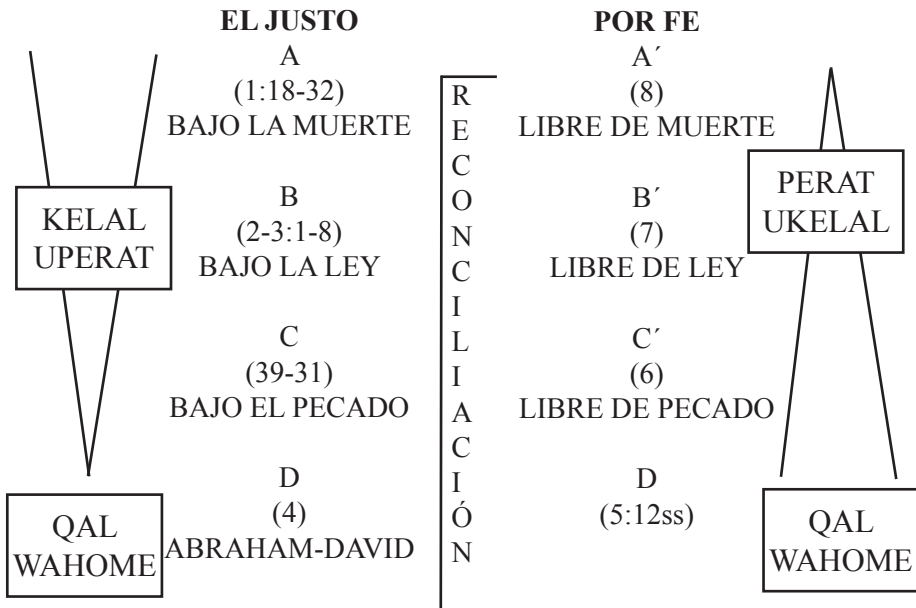 EL JUSTO
A
(1:18-32)
BAJO LA MUERTE
B
(2-3:1-8)
BAJO LA LEY
C
(39-31)
BAJO EL PECADO
D
(4)
ABRAHAM-DAVID
KELAL
UPERAT
QAL
WAHOME
R
E
C
O
N
C
I
L
I
A
C
I
Ó
N
POR FE
A´
(8)
LIBRE DE MUERTE
B´
(7)
LIBRE DE LEY
C´
(6)
LIBRE DE PECADO
D
(5:12ss)
PERAT
UKELAL
QAL
WAHOME